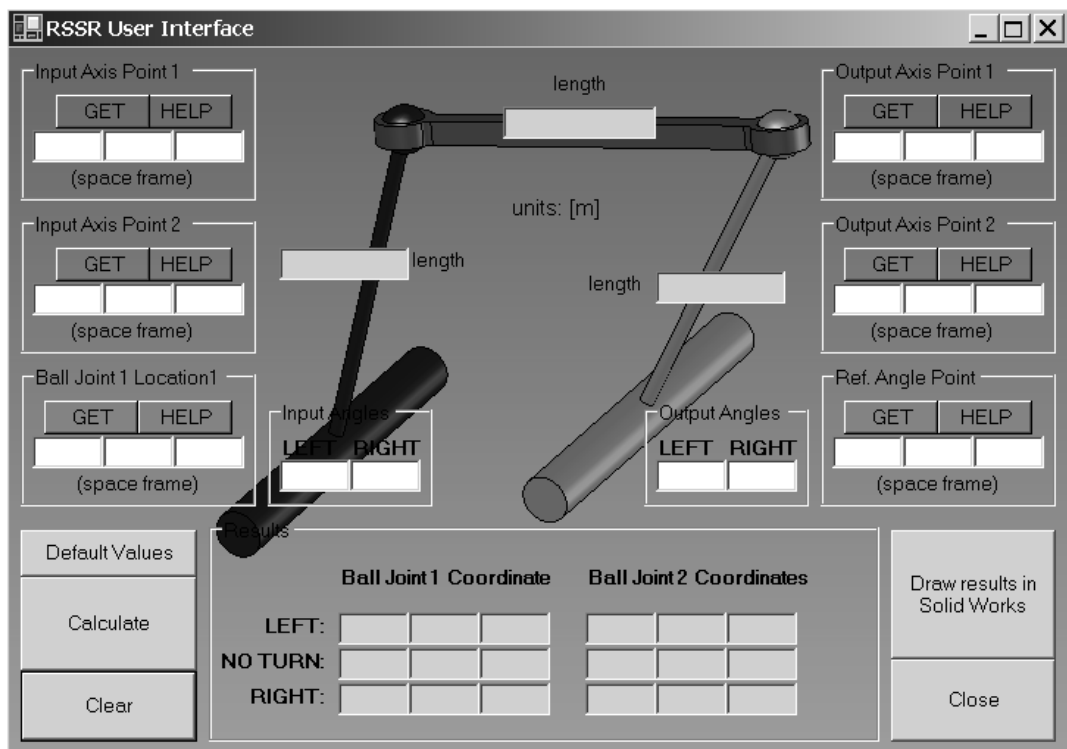 RSSR User Interface
Input Axis Point 1
GET HELP
(space frame)
Input Axis Point 2
GET HELP
(space frame)
Ball Joint 1 Location1
GET HELP
(space frame)
length
units: [m]
length
length
Input Angles
LEFT RIGHT
Output Angles
LEFT RIGHT
Output Axis Point 1
GET HELP
(space frame)
Output Axis Point 2
GET HELP
(space frame)
Ref. Angle Point
GET HELP
(space frame)
Default Values
Calculate
Clear
Results
Ball Joint 1 Coordinate Ball Joint 2 Coordinates
LEFT:
NO TURN:
RIGHT:
Draw results in
Solid Works
Close